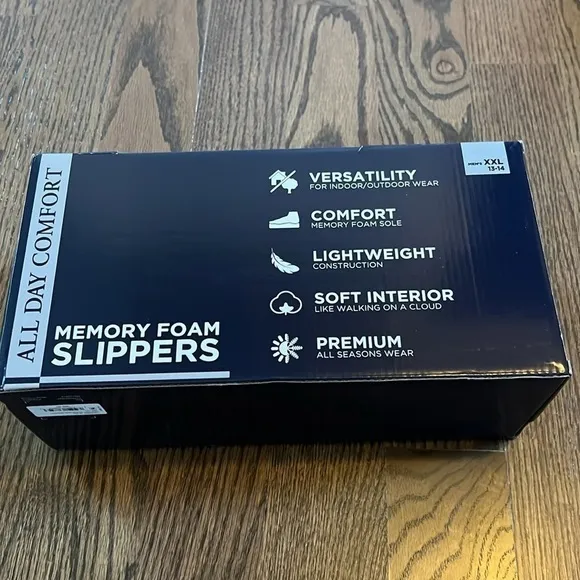 ALL DAY COMFORT
MEMORY FOAM
SLIPPERS
VERSATILITY
FOR INDOOR/OUTDOOR WEAR
COMFORT
MEMORY FOAM SOLE
LIGHTWEIGHT
CONSTRUCTION
SOFT INTERIOR
LIKE WALKING ON A CLOUD
PREMIUM
ALL SEASONS WEAR
MEN'S XXL
13-14